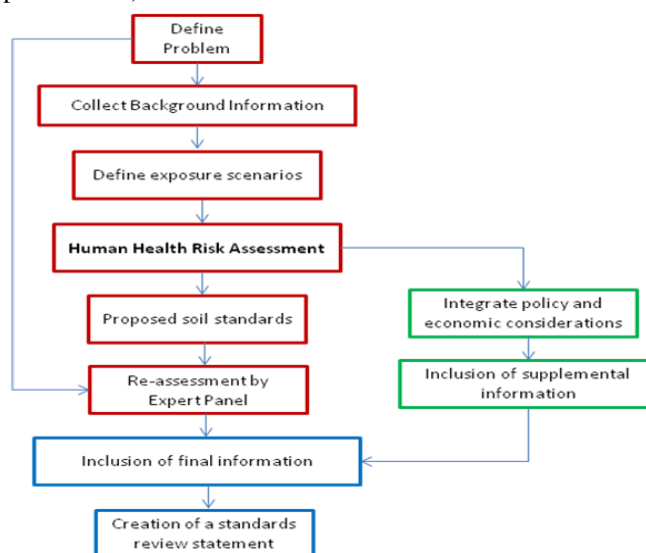 Define
Problem
Collect Background Information
Define exposure scenarios
Human Health Risk Assessment
Proposed soil standards
Integrate policy and
economic considerations
Re-assessment by
Expert Panel
Inclusion of supplemental
information
Inclusion of final information
Creation of a standards
review statement